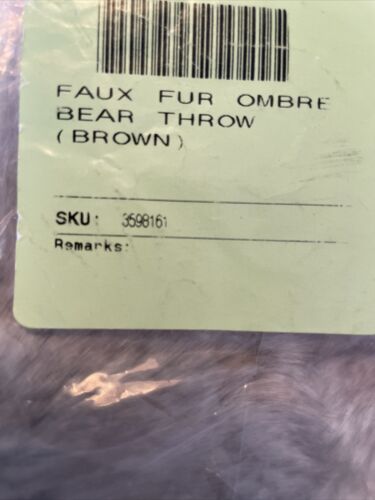 FAUX FUR OMBRE
BEAR THROW
(BROWN)
SKU: 3598161
Remarks: